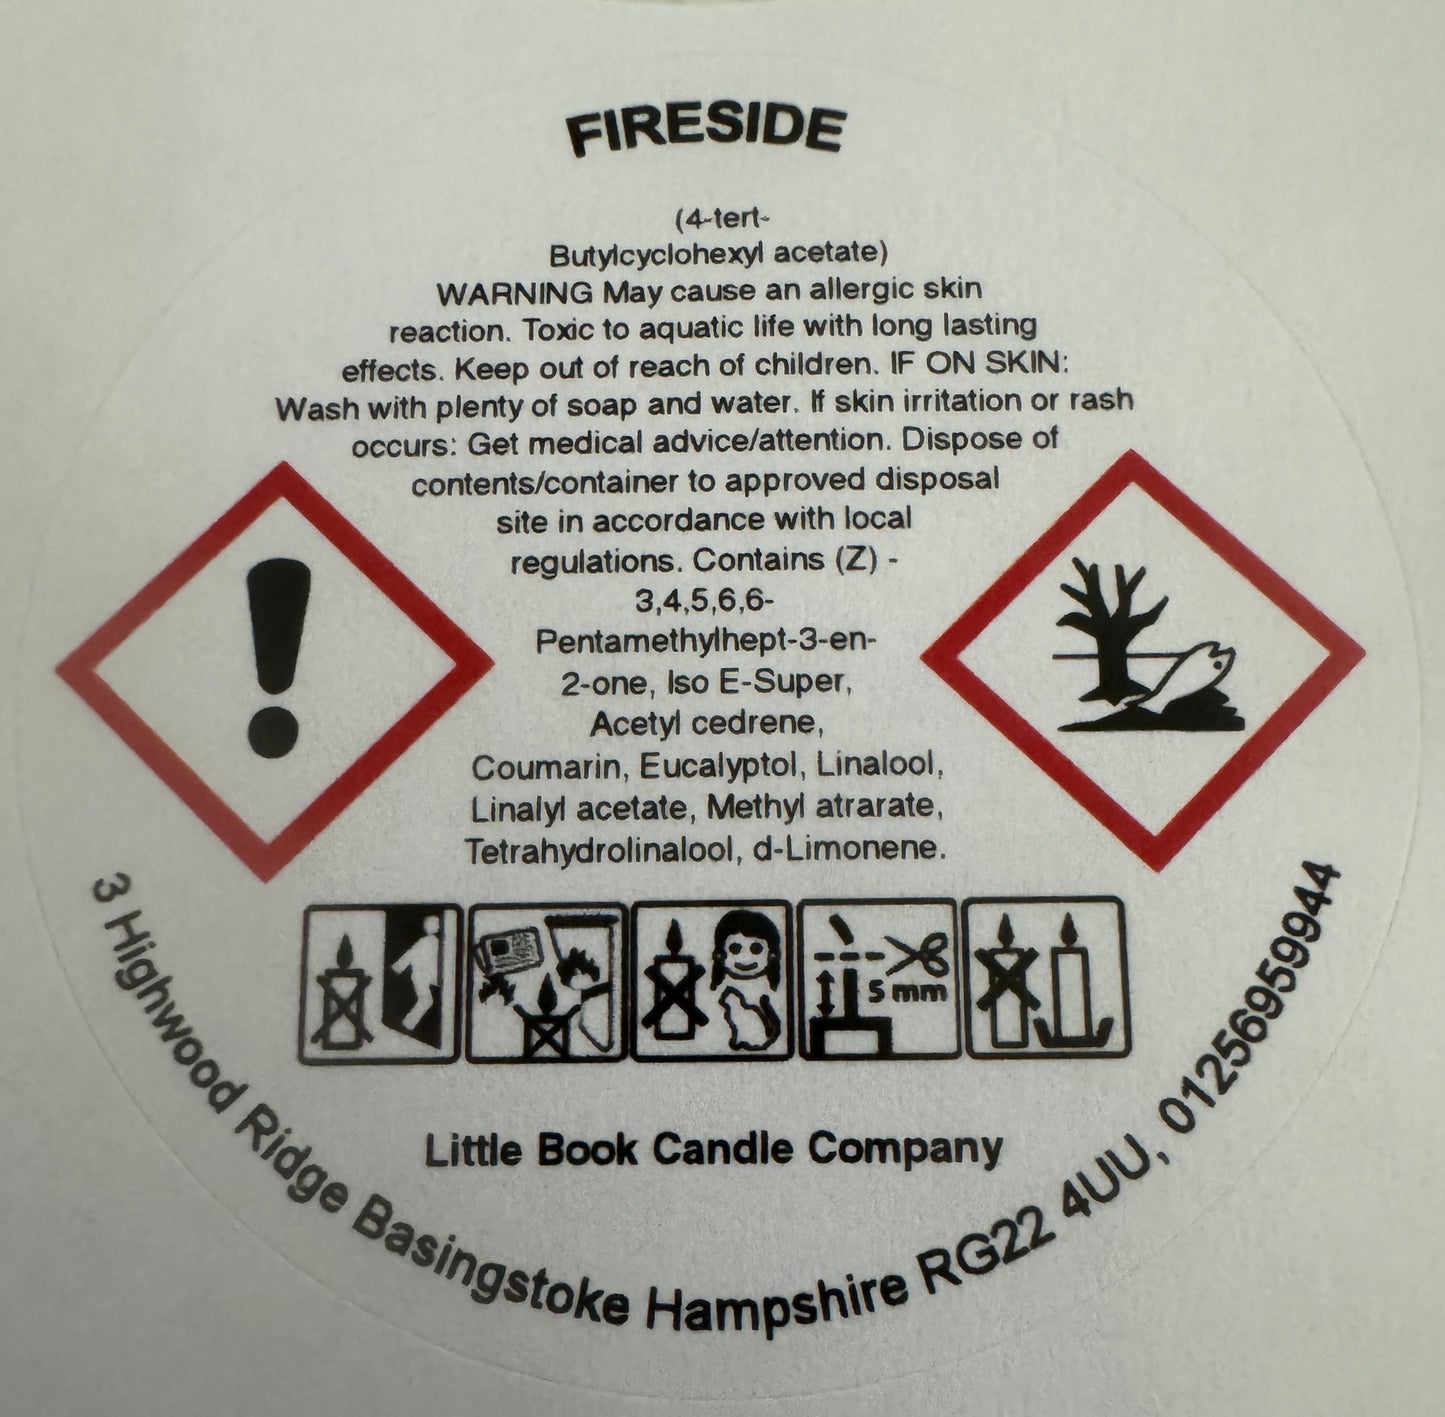 FIRESIDE
(4-tert-
Butylcyclohexyl acetate)
WARNING May cause an allergic skin
reaction. Toxic to aquatic life with long lasting
effects. Keep out of reach of children. IF ON SKIN:
Wash with plenty of soap and water. If skin irritation or rash
occurs: Get medical advice/attention. Dispose of
contents/container to approved disposal
site in accordance with local
regulations. Contains (Z) -
3,4,5,6,6-
Pentamethylhept-3-en-
2-one, Iso E-Super,
Acetyl cedrene,
Coumarin, Eucalyptol, Linalool,
Linalyl acetate, Methyl atrarate,
Tetrahydrolinalool, d-Limonene.
5 mm
Little Book Candle Company
3 Highwood Ridge Basingstoke Hampshire RG22 4UU, 012569599​44